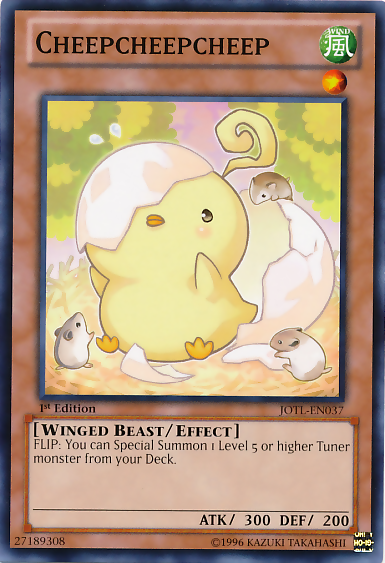 CHEEPCHEEPCHEEP
WIND
風
1st Edition
JOTL-EN037
[WINGED BEAST/EFFECT]
FLIP: You can Special Summon 1 Level 5 or higher Tuner
monster from your Deck.
ATK/ 300 DEF/ 200
27189308
©1996 KAZUKI TAKAHASHI